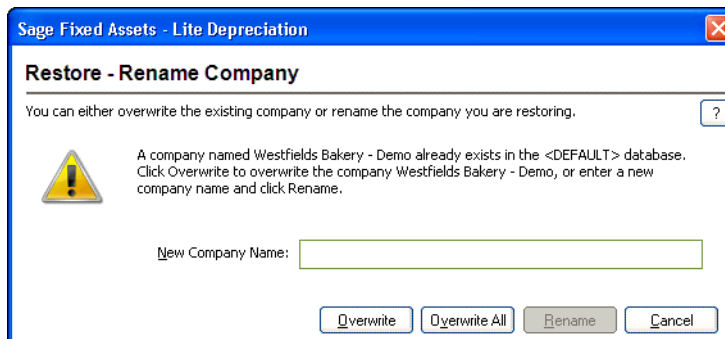 Sage Fixed Assets - Lite Depreciation
Restore - Rename Company
You can either overwrite the existing company or rename the company you are restoring.
?
A company named Westfields Bakery - Demo already exists in the <DEFAULT> database.
Click Overwrite to overwrite the company Westfields Bakery - Demo, or enter a new
company name and click Rename.
New Company Name:
Overwrite Overwrite All Rename Cancel